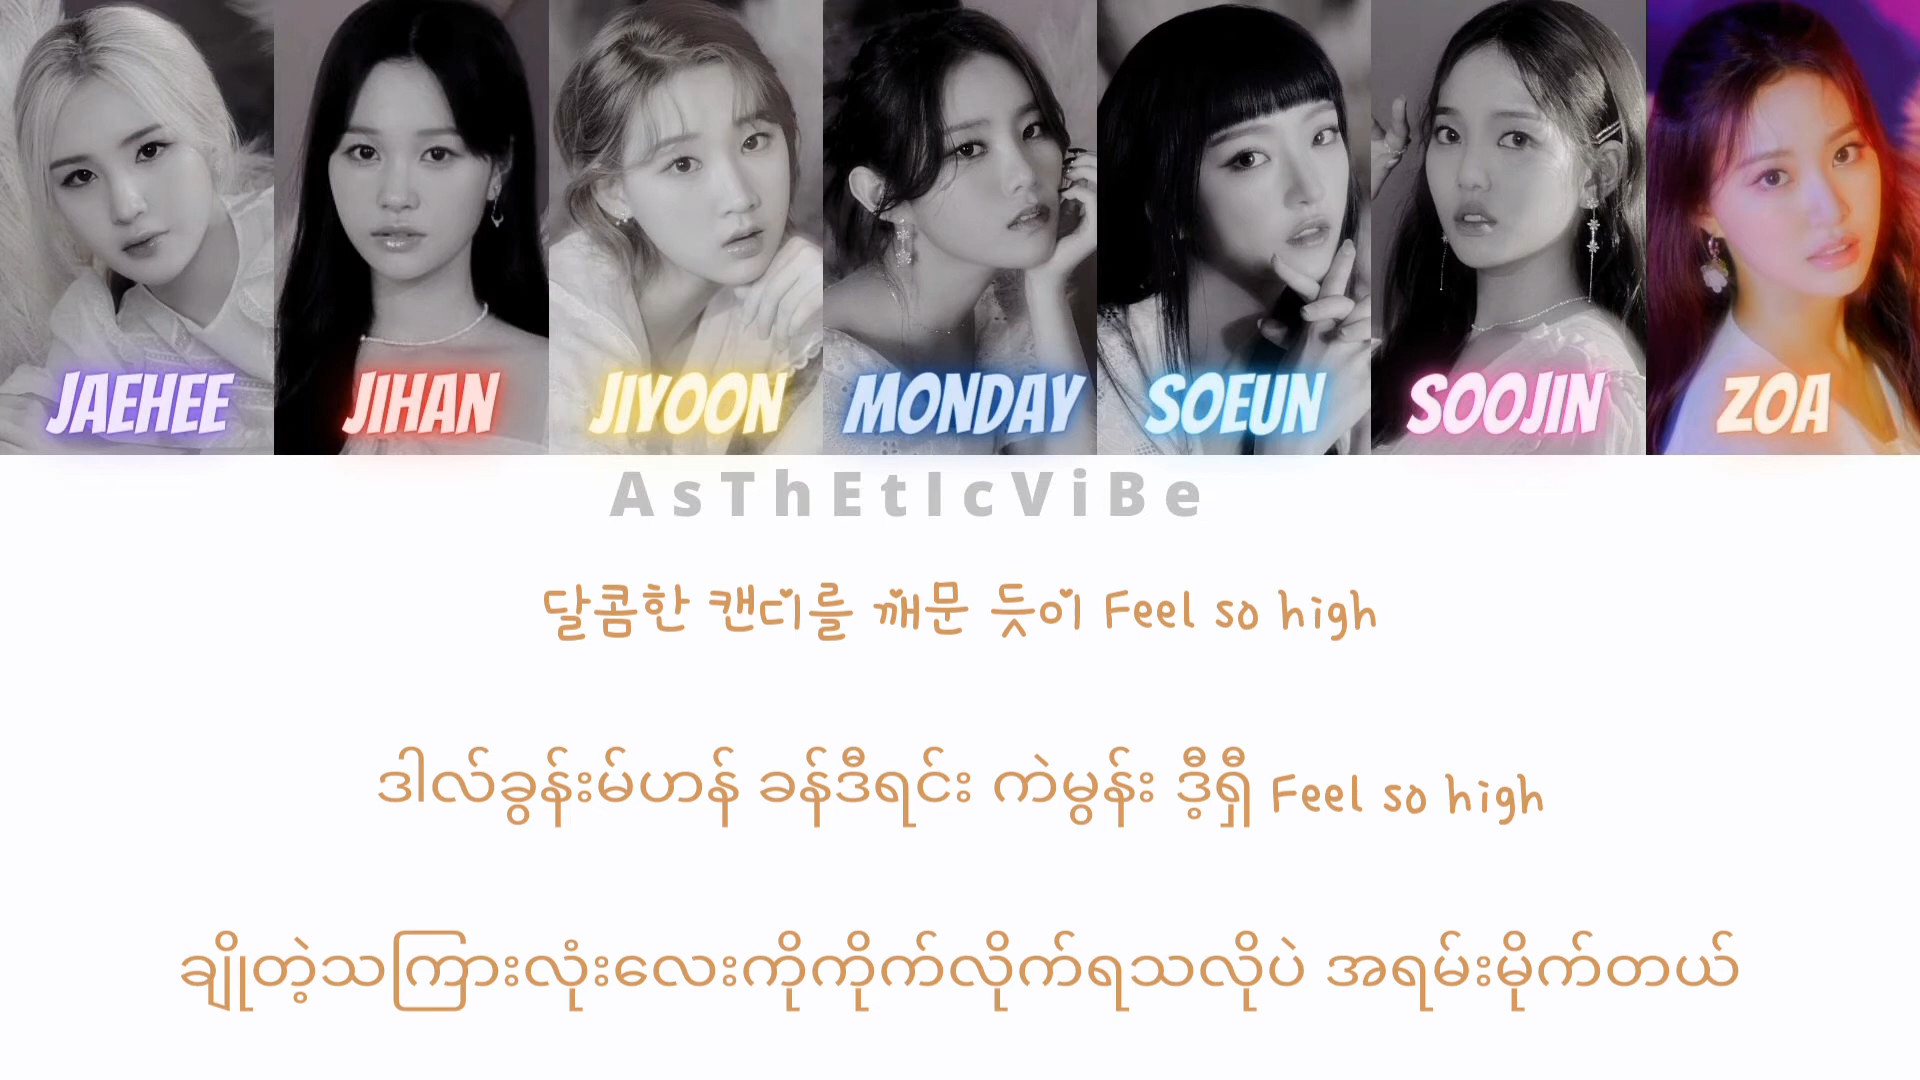 JAEHEE JIHAN JIYOON MONDAY SOEUN SOOJIN ZOA
AsThEtIcViBe
달콤한 캔디를 깨문 듯이 Feel so high
ဒါလ်ခွန်းမ်ဟန် ခန်ဒီရင်း ကဲမွန်း ဒီ့ရှီ Feel so high
ချိုတဲ့သကြားလုံးလေးကိုကိုက်လိုက်ရသလိုပဲ အရမ်းမိုက်တယ်